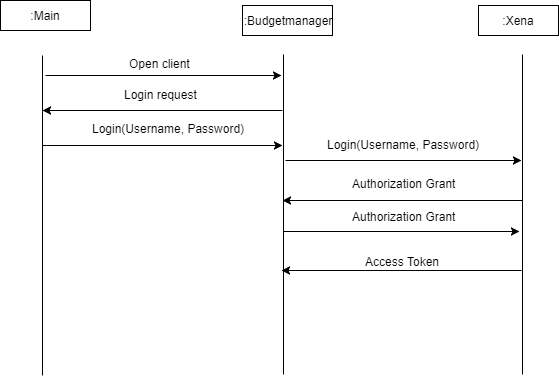 :Main
:Budgetmanager
:Xena
Open client
Login request
Login(Username, Password)
Login(Username, Password)
Authorization Grant
Authorization Grant
Access Token